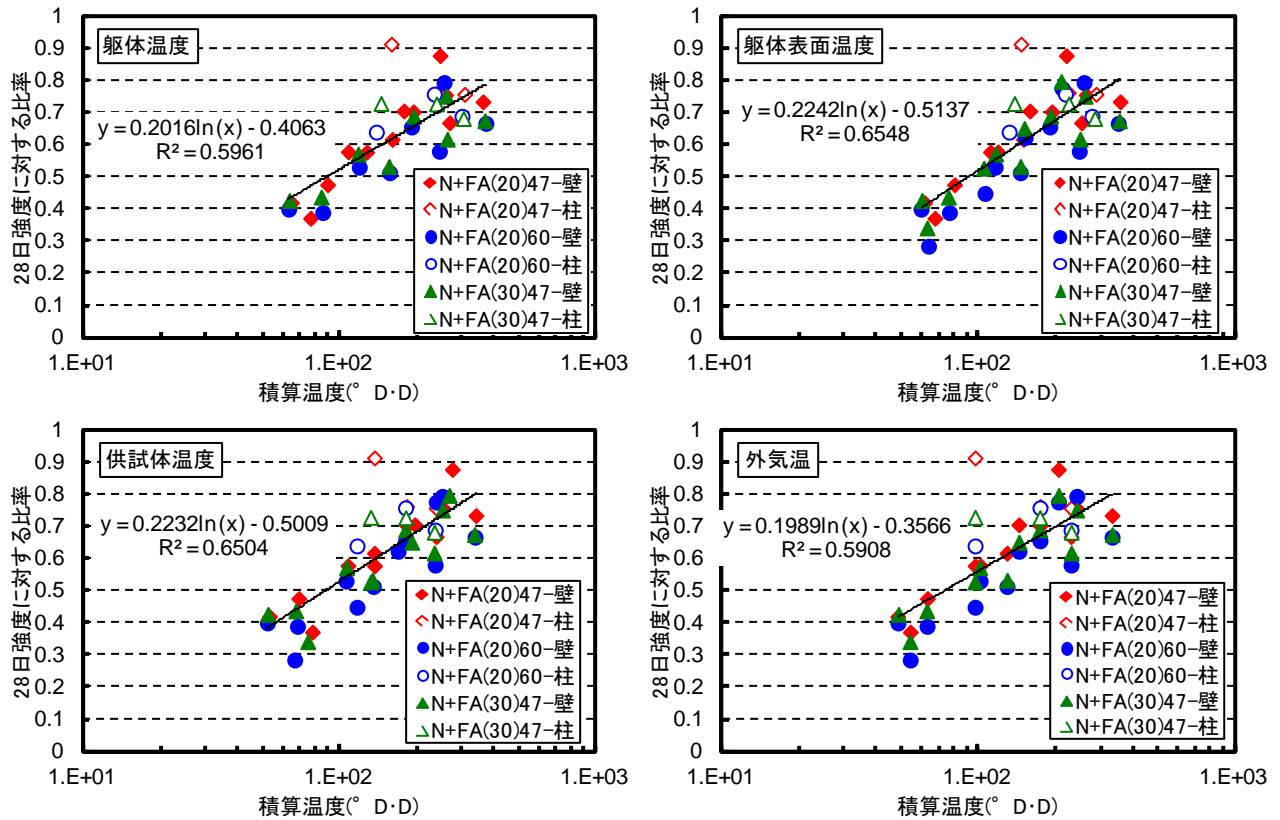 躯体温度
28日強度に対する比率
1
0.9
0.8
0.7
0.6
0.5
0.4
0.3
0.2
0.1
0
y=0.2016ln(x) - 0.4063
R²=0.5961
N+FA(20)47-壁
N+FA(20)47-柱
N+FA(20)60-壁
N+FA(20)60-柱
N+FA(30)47-壁
N+FA(30)47-柱
1.E+01 1.E+02 1.E+03
積算温度(° D・D)
躯体表面温度
28日強度に対する比率
1
0.9
0.8
0.7
0.6
0.5
0.4
0.3
0.2
0.1
0
y=0.2242ln(x) - 0.5137
R²=0.6548
N+FA(20)47-壁
N+FA(20)47-柱
N+FA(20)60-壁
N+FA(20)60-柱
N+FA(30)47-壁
N+FA(30)47-柱
1.E+01 1.E+02 1.E+03
積算温度(° D・D)
供試体温度
28日強度に対する比率
1
0.9
0.8
0.7
0.6
0.5
0.4
0.3
0.2
0.1
0
y=0.2232ln(x) - 0.5009
R²=0.6504
N+FA(20)47-壁
N+FA(20)47-柱
N+FA(20)60-壁
N+FA(20)60-柱
N+FA(30)47-壁
N+FA(30)47-柱
1.E+01 1.E+02 1.E+03
積算温度(° D・D)
外気温
28日強度に対する比率
1
0.9
0.8
0.7
0.6
0.5
0.4
0.3
0.2
0.1
0
y=0.1989ln(x) - 0.3566
R²=0.5908
N+FA(20)47-壁
N+FA(20)47-柱
N+FA(20)60-壁
N+FA(20)60-柱
N+FA(30)47-壁
N+FA(30)47-柱
1.E+01 1.E+02 1.E+03
積算温度(° D・D)